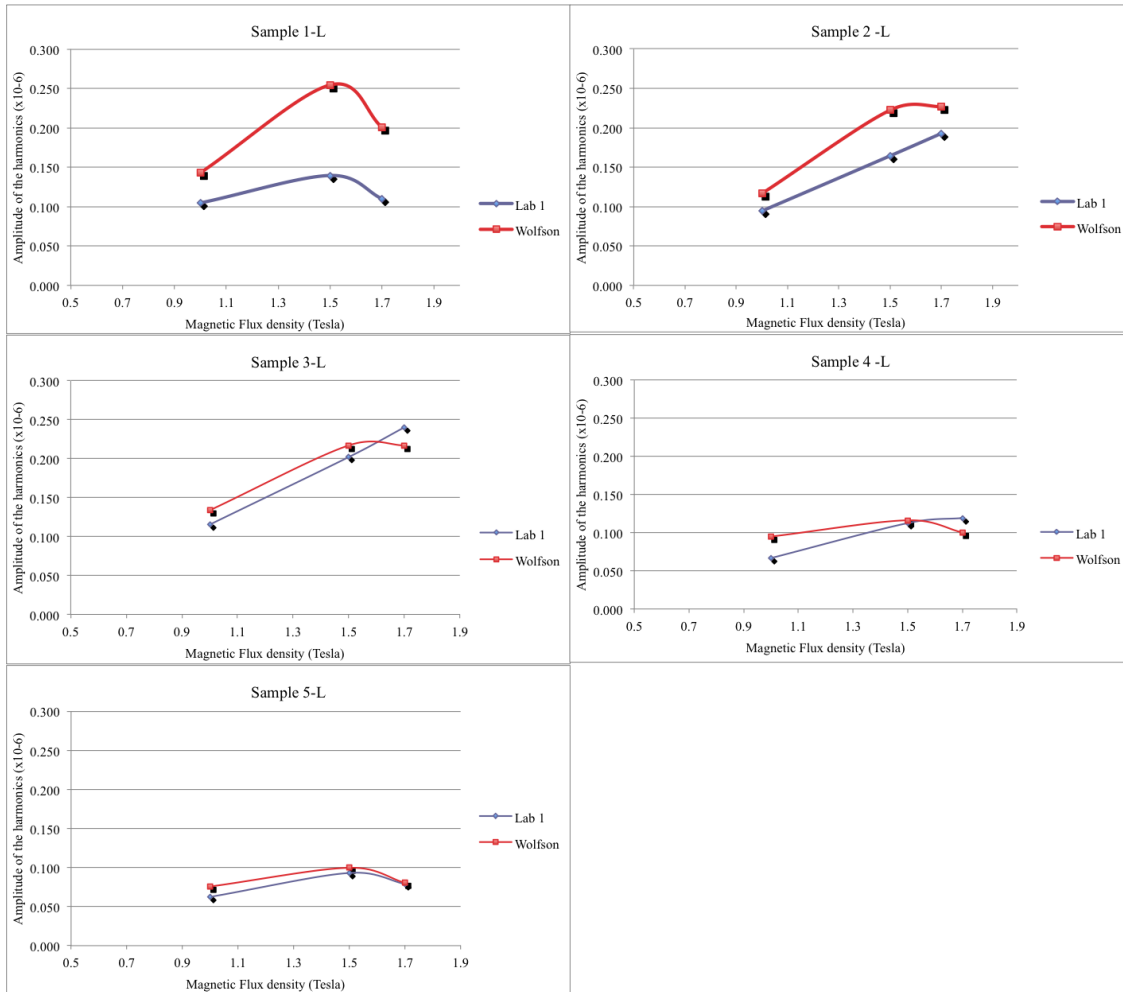 Sample 1-L
Amplitude of the harmonics (x10-6)
0.300
0.250
0.200
0.150
0.100
0.050
0.000
0.5 0.7 0.9 1.1 1.3 1.5 1.7 1.9
Magnetic Flux density (Tesla)
Lab 1
Wolfson
Sample 2 -L
Amplitude of the harmonics (x10-6)
0.300
0.250
0.200
0.150
0.100
0.050
0.000
0.5 0.7 0.9 1.1 1.3 1.5 1.7 1.9
Magnetic Flux density (Tesla)
Lab 1
Wolfson
Sample 3-L
Amplitude of the harmonics (x10-6)
0.300
0.250
0.200
0.150
0.100
0.050
0.000
0.5 0.7 0.9 1.1 1.3 1.5 1.7 1.9
Magnetic Flux density (Tesla)
Lab 1
Wolfson
Sample 4 -L
Amplitude of the harmonics (x10-6)
0.300
0.250
0.200
0.150
0.100
0.050
0.000
0.5 0.7 0.9 1.1 1.3 1.5 1.7 1.9
Magnetic Flux density (Tesla)
Lab 1
Wolfson
Sample 5-L
Amplitude of the harmonics (x10-6)
0.300
0.250
0.200
0.150
0.100
0.050
0.000
0.5 0.7 0.9 1.1 1.3 1.5 1.7 1.9
Magnetic Flux density (Tesla)
Lab 1
Wolfson